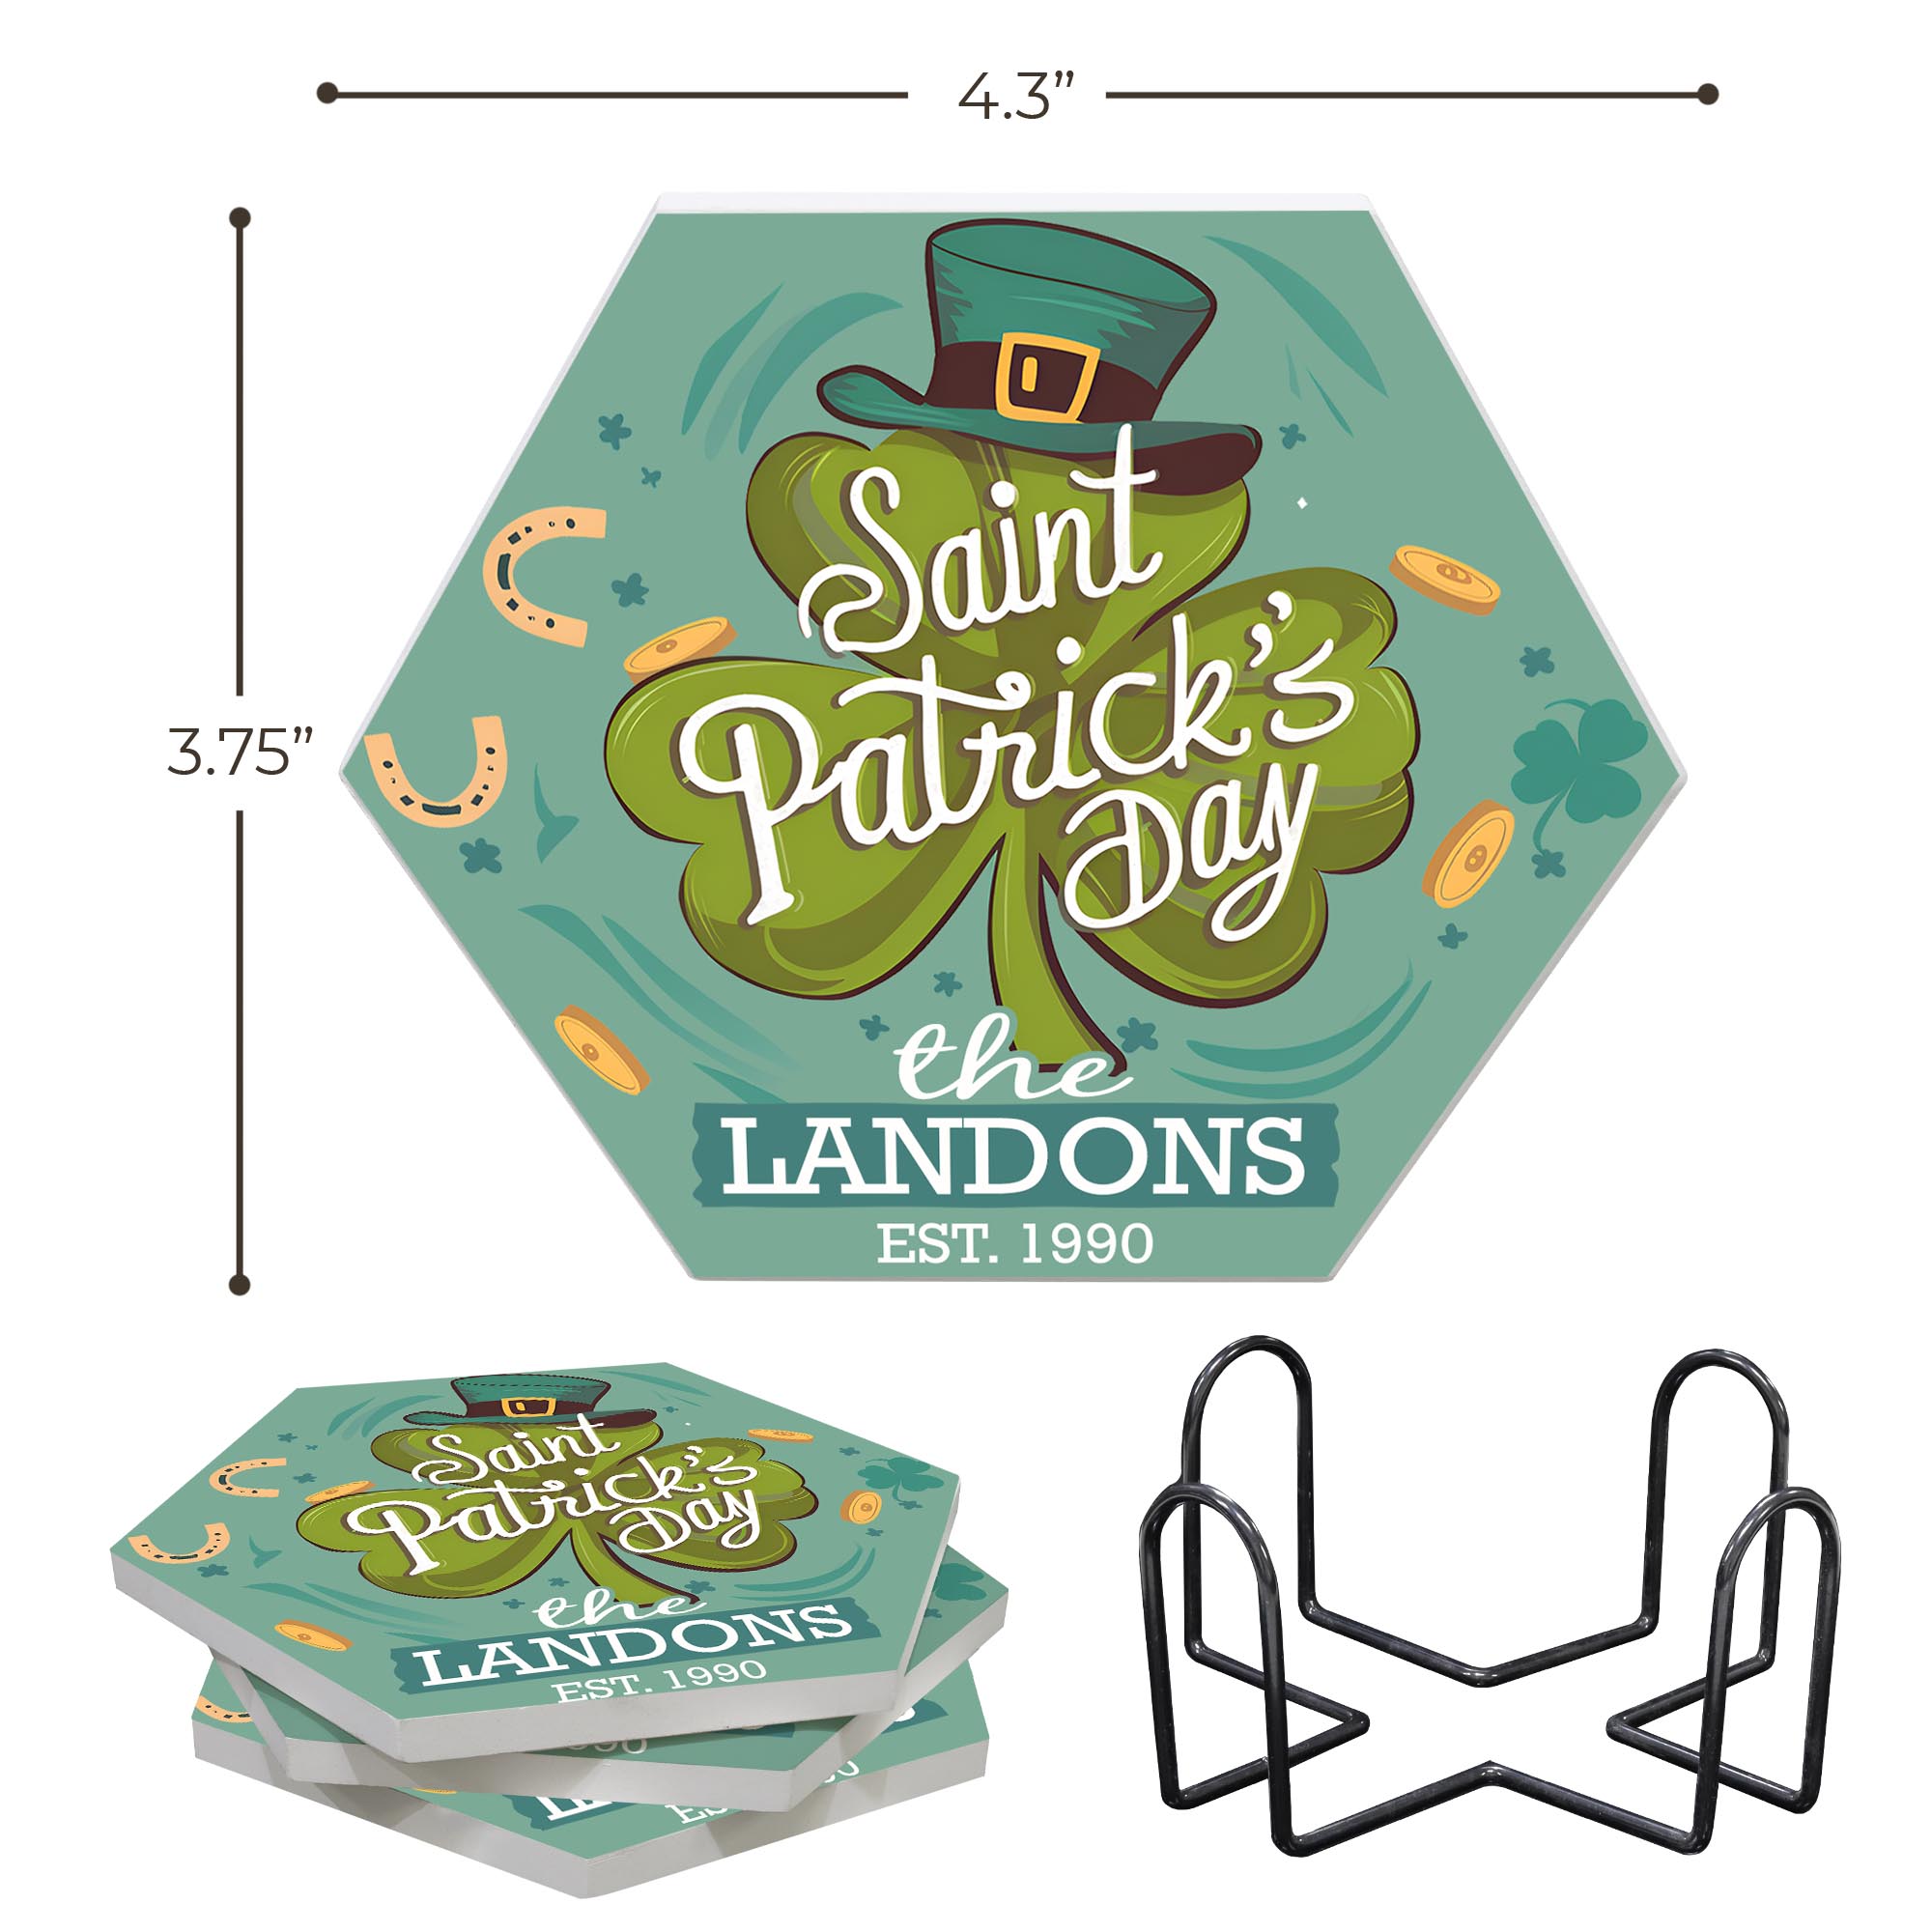 4.3”
3.75”
Saint
Patrick's
Day
the
LANDONS
EST. 1990
Saint
Patrick's
Day
the
LANDONS
EST. 1990